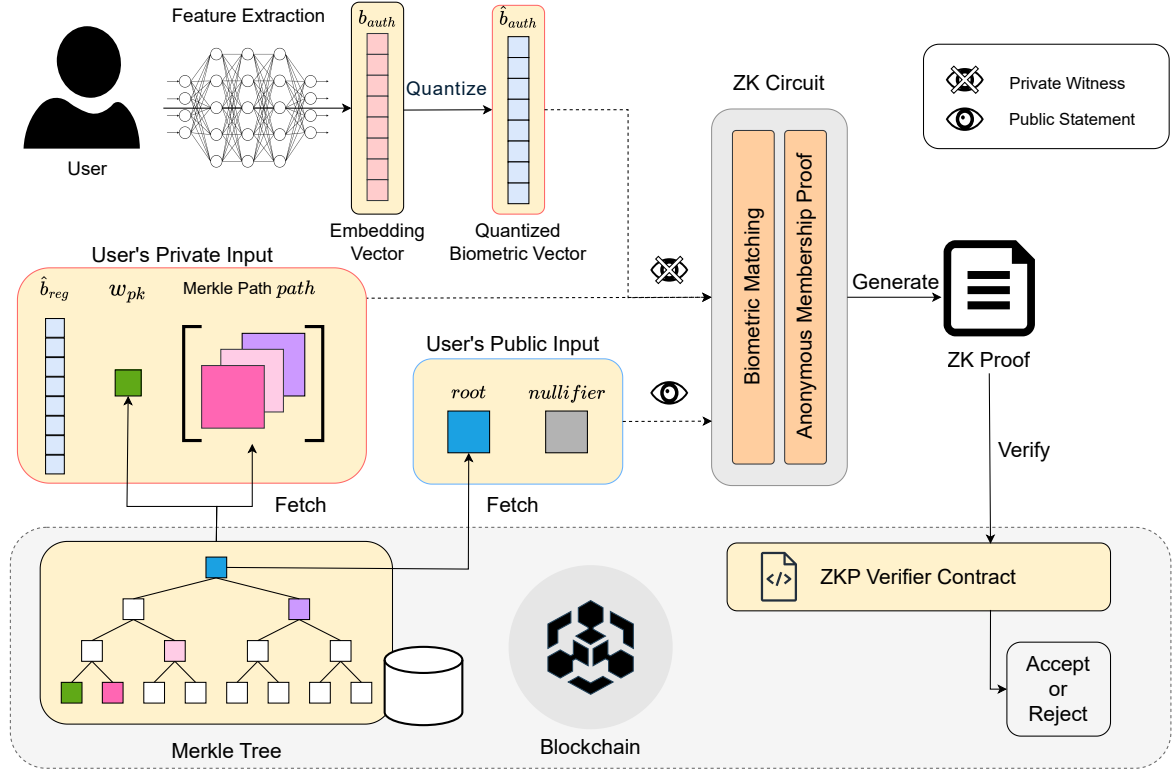 Feature Extraction
User
b_auth
Quantize
b̂_auth
Embedding
Vector
Quantized
Biometric Vector
ZK Circuit
Private Witness
Public Statement
Biometric Matching
Anonymous Membership Proof
Generate
ZK Proof
Verify
User's Private Input
b̂_reg
w_pk
Merkle Path path
Fetch
User's Public Input
root
nullifier
Fetch
Merkle Tree
Blockchain
</>
ZKP Verifier Contract
Accept
or
Reject